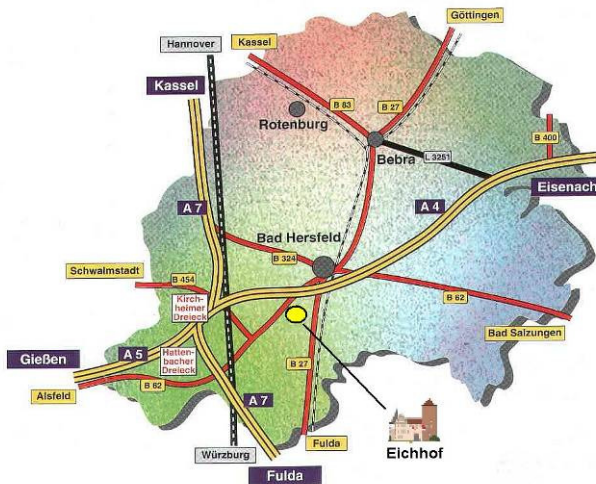 Göttingen
Hannover
Kassel
Kassel
B 83
B 27
Rotenburg
B 400
Bebra
L 3251
Eisenach
A 7
A 4
Bad Hersfeld
B 324
Schwalmstadt
B 454
Kirch-
heimer
Dreieck
B 62
Bad Salzungen
Gießen
A 5
Hatten-
bacher
Dreieck
B 27
Alsfeld
B 62
A 7
Fulda
Eichhof
Würzburg
Fulda